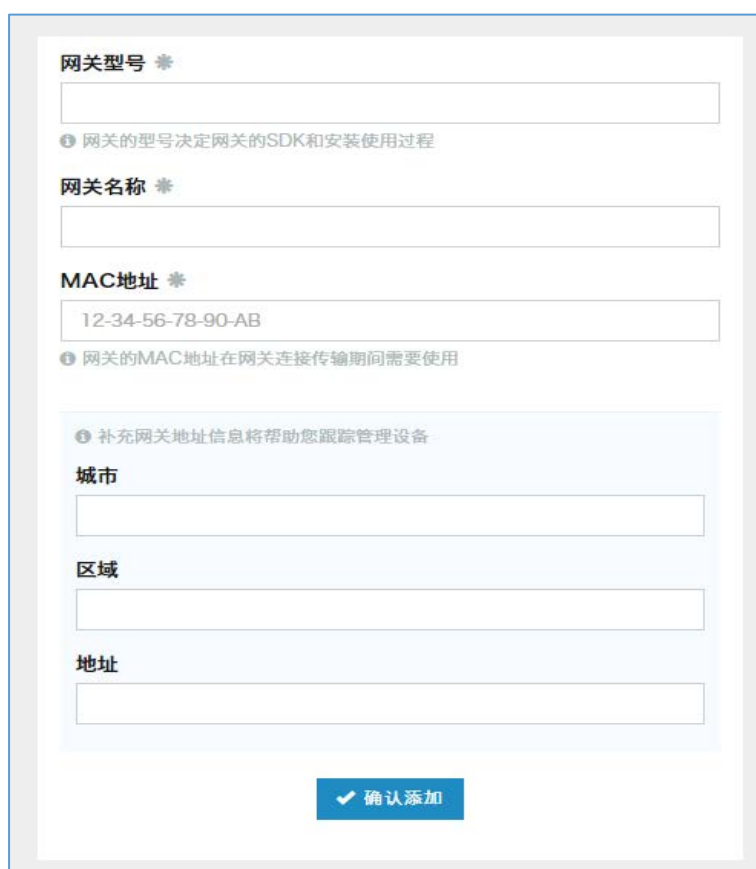 网关型号 *
网关的型号决定网关的SDK和安装使用过程
网关名称 *
MAC地址 *
12-34-56-78-90-AB
网关的MAC地址在网关连接传输期间需要使用
补充网关地址信息将帮助您跟踪管理设备
城市
区域
地址
确认添加